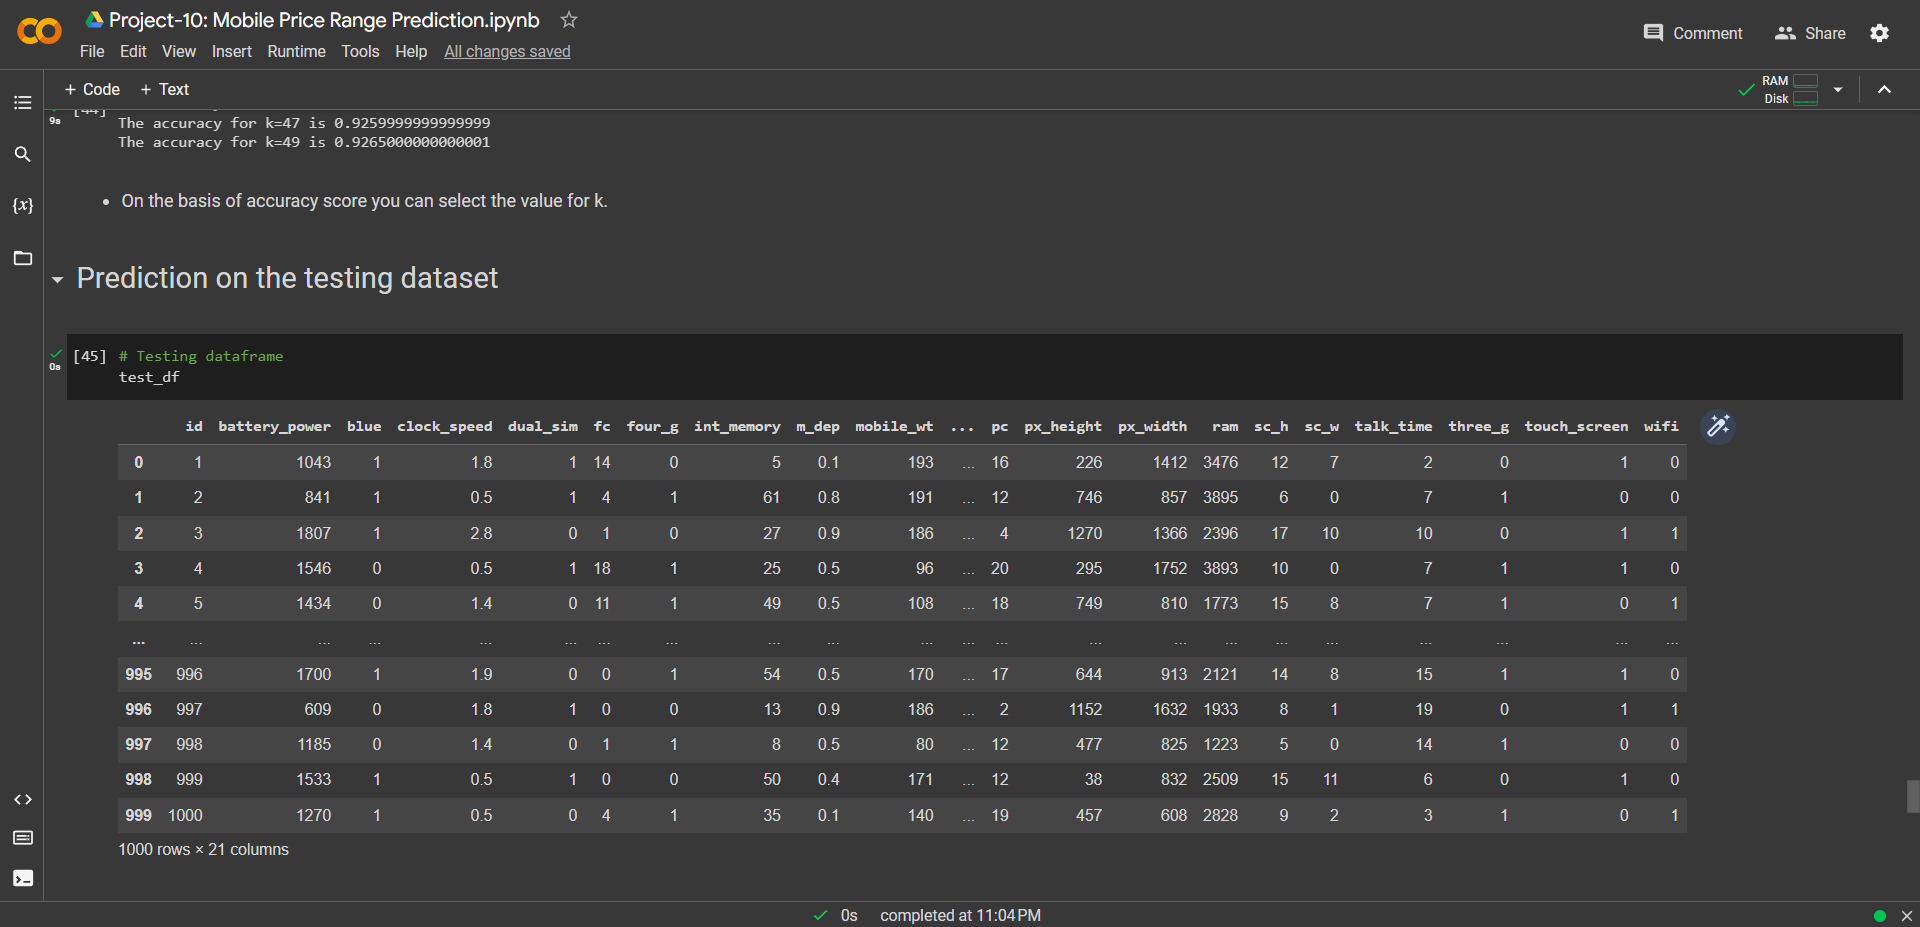 Project-10: Mobile Price Range Prediction.ipynb
File Edit View Insert Runtime Tools Help All changes saved
Comment Share
+ Code + Text
RAM
Disk
[44]
9s
The accuracy for k=47 is 0.9259999999999999
The accuracy for k=49 is 0.9265000000000001
• On the basis of accuracy score you can select the value for k.
Prediction on the testing dataset
[45] # Testing dataframe
0s
test_df
id battery_power blue clock_speed dual_sim fc four_g int_memory m_dep mobile_wt ... pc px_height px_width ram sc_h sc_w talk_time three_g touch_screen wifi
0 1 1043 1 1.8 1 14 0 5 0.1 193 ... 16 226 1412 3476 12 7 2 0 1 0
1 2 841 1 0.5 1 4 1 61 0.8 191 ... 12 746 857 3895 6 0 7 1 0 0
2 3 1807 1 2.8 0 1 0 27 0.9 186 ... 4 1270 1366 2396 17 10 10 0 1 1
3 4 1546 0 0.5 1 18 1 25 0.5 96 ... 20 295 1752 3893 10 0 7 1 1 0
4 5 1434 0 1.4 0 11 1 49 0.5 108 ... 18 749 810 1773 15 8 7 1 0 1
... ... ... ... ... ... ... ... ... ... ... ... ... ... ... ... ... ... ... ... ... ...
995 996 1700 1 1.9 0 0 1 54 0.5 170 ... 17 644 913 2121 14 8 15 1 1 0
996 997 609 0 1.8 1 0 0 13 0.9 186 ... 2 1152 1632 1933 8 1 19 0 1 1
997 998 1185 0 1.4 0 1 1 8 0.5 80 ... 12 477 825 1223 5 0 14 1 0 0
998 999 1533 1 0.5 1 0 0 50 0.4 171 ... 12 38 832 2509 15 11 6 0 1 0
999 1000 1270 1 0.5 0 4 1 35 0.1 140 ... 19 457 608 2828 9 2 3 1 0 1
1000 rows × 21 columns
0s completed at 11:04 PM